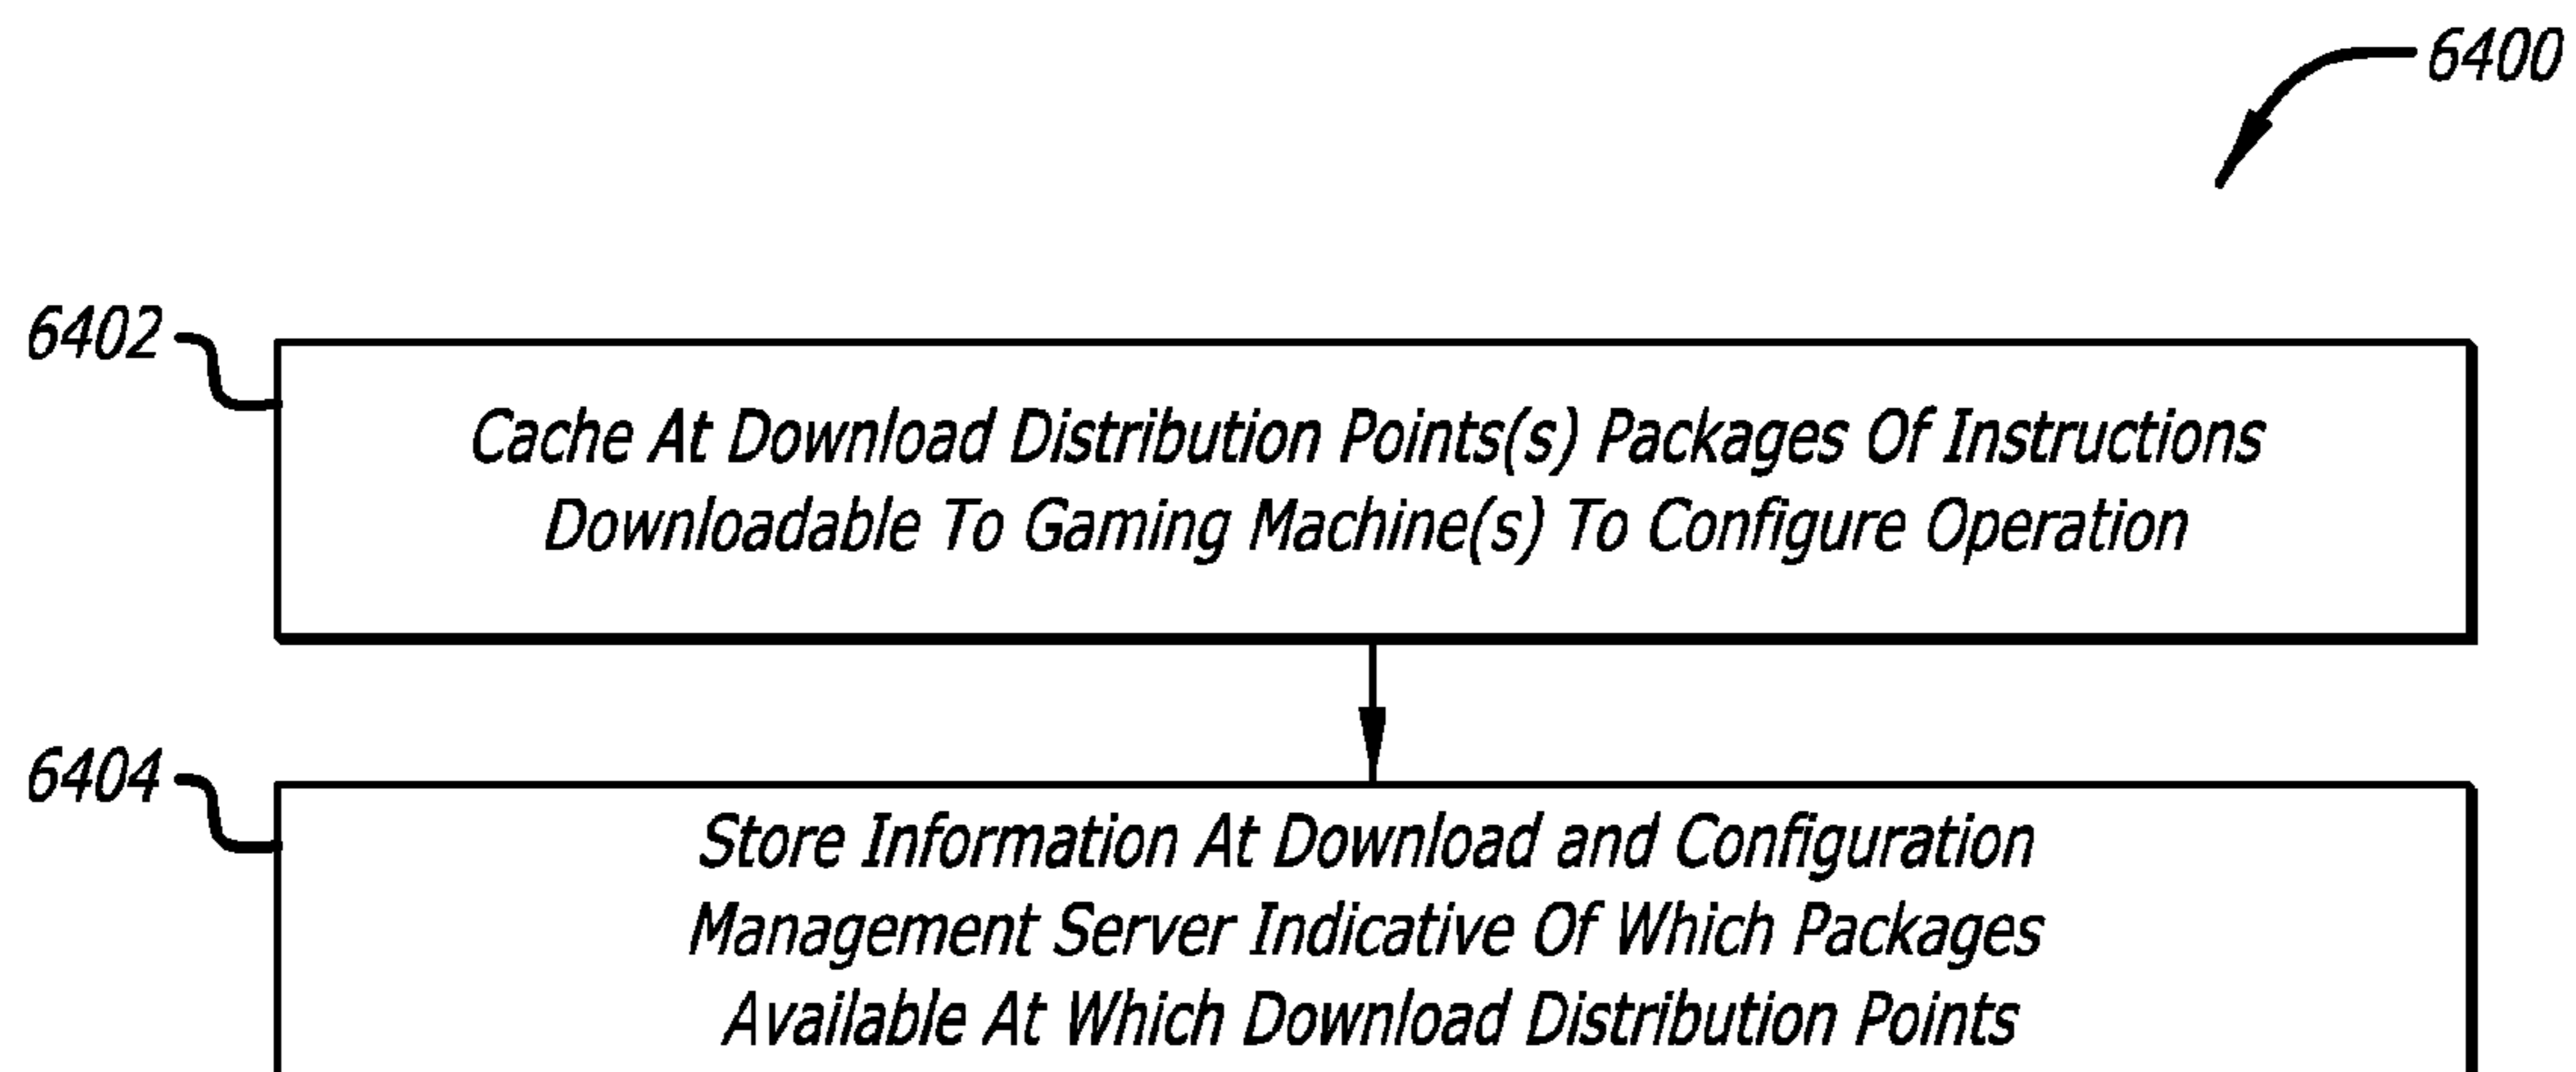 6400
6402
Cache At Download Distribution Points(s) Packages Of Instructions
Downloadable To Gaming Machine(s) To Configure Operation
6404
Store Information At Download and Configuration
Management Server Indicative Of Which Packages
Available At Which Download Distribution Points